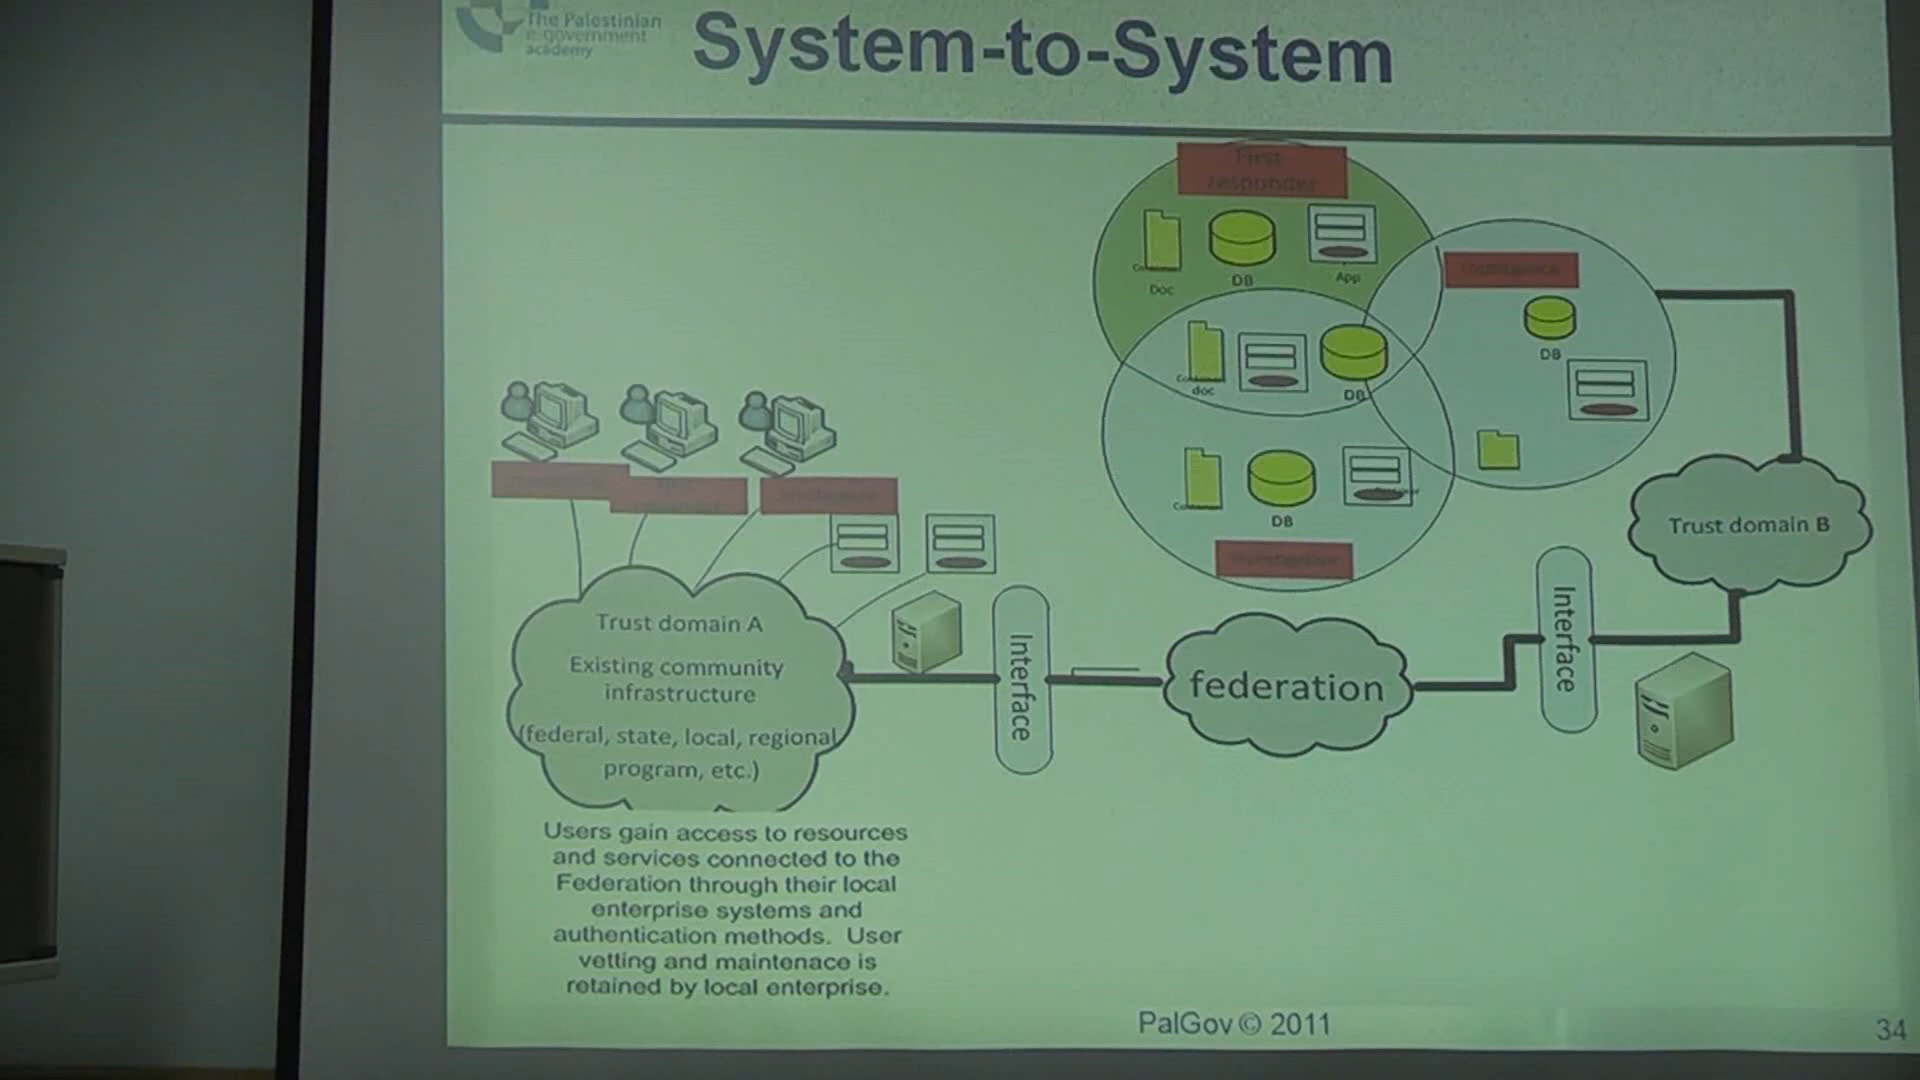 The Palestinian
e-government
academy
System-to-System
First
responder
Doc
DB
App
doc
DB
DB
DB
Trust domain B
Interface
Trust domain A
Existing community
infrastructure
(federal, state, local, regional
program, etc.)
Interface
federation
Users gain access to resources
and services connected to the
Federation through their local
enterprise systems and
authentication methods. User
vetting and maintenace is
retained by local enterprise.
PalGov © 2011
34